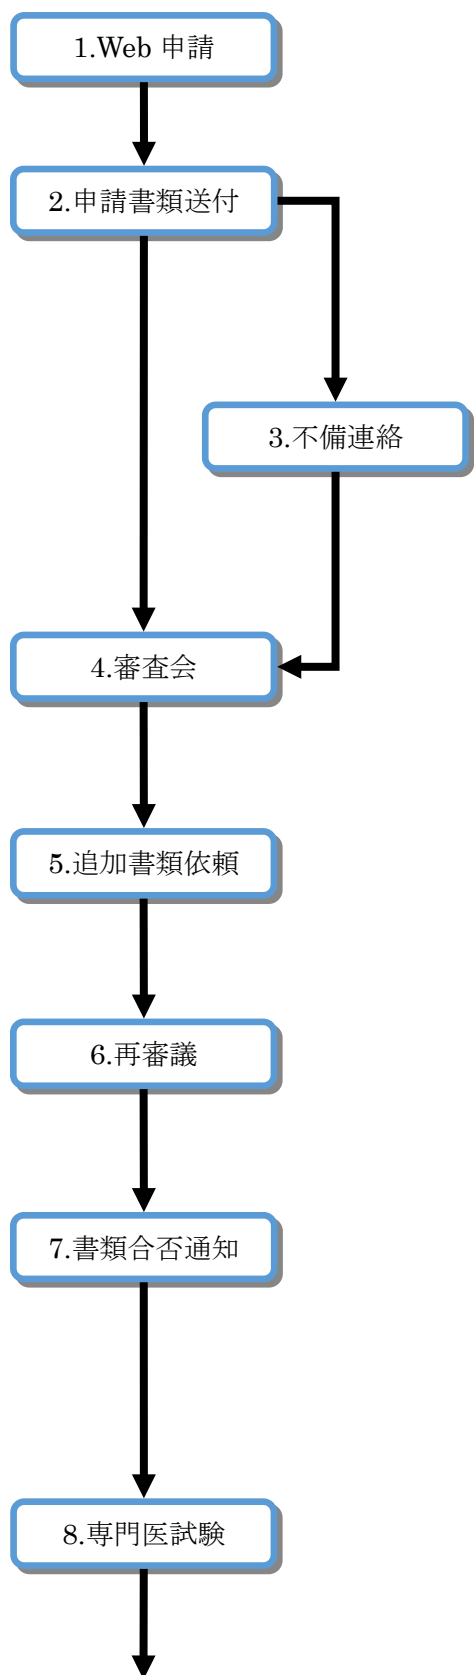 1.Web 申請
2.申請書類送付
3.不備連絡
4.審査会
5.追加書類依頼
6.再審議
7.書類合否通知
8.専門医試験